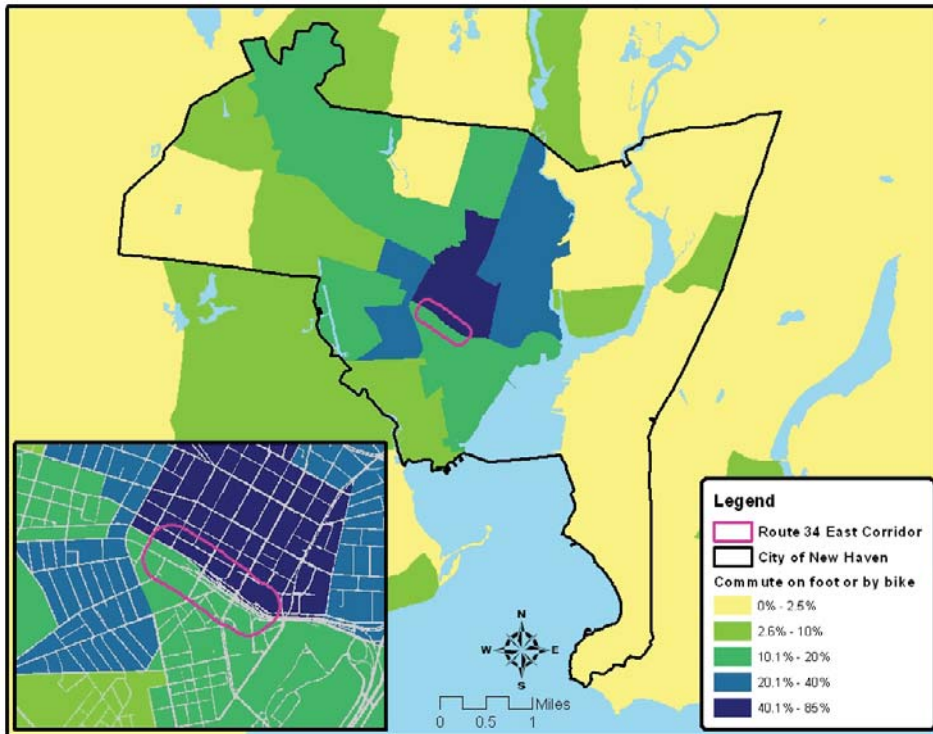 N
W E
S
0 0.5 1 Miles
Legend
Route 34 East Corridor
City of New Haven
Commute on foot or by bike
0% - 2.5%
2.6% - 10%
10.1% - 20%
20.1% - 40%
40.1% - 85%